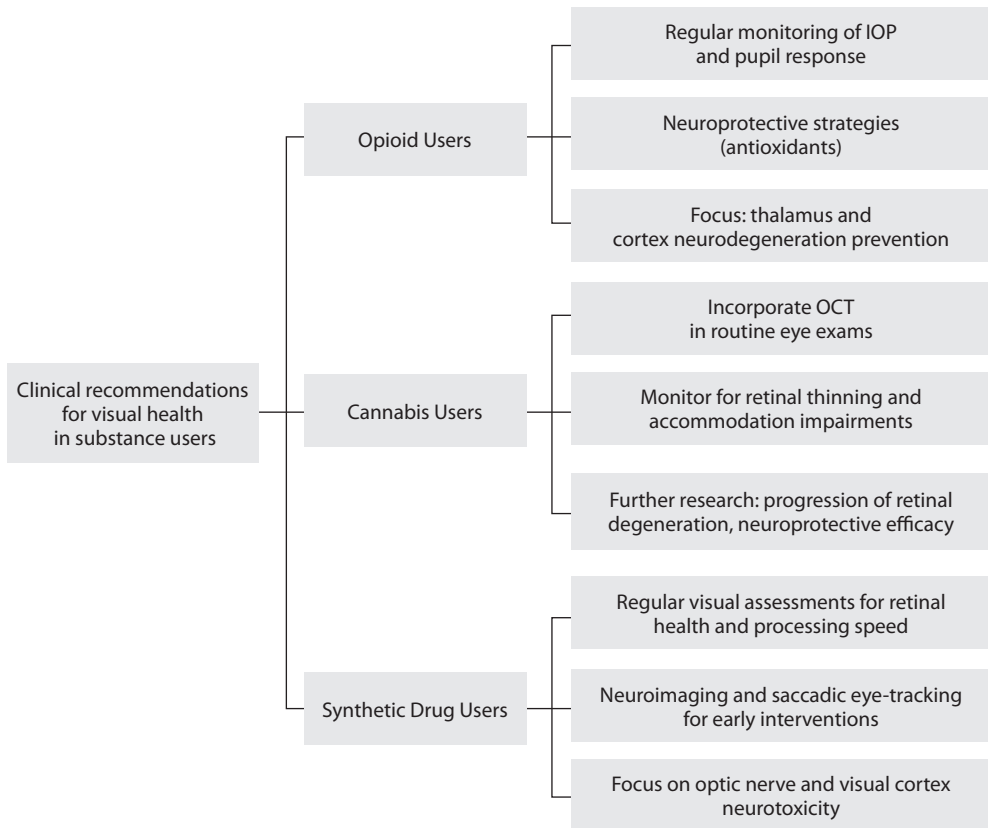 Clinical recommendations
for visual health
in substance users
Opioid Users
Regular monitoring of IOP
and pupil response
Neuroprotective strategies
(antioxidants)
Focus: thalamus and
cortex neurodegeneration prevention
Cannabis Users
Incorporate OCT
in routine eye exams
Monitor for retinal thinning and
accommodation impairments
Further research: progression of retinal
degeneration, neuroprotective efficacy
Synthetic Drug Users
Regular visual assessments for retinal
health and processing speed
Neuroimaging and saccadic eye-tracking
for early interventions
Focus on optic nerve and visual cortex
neurotoxicity